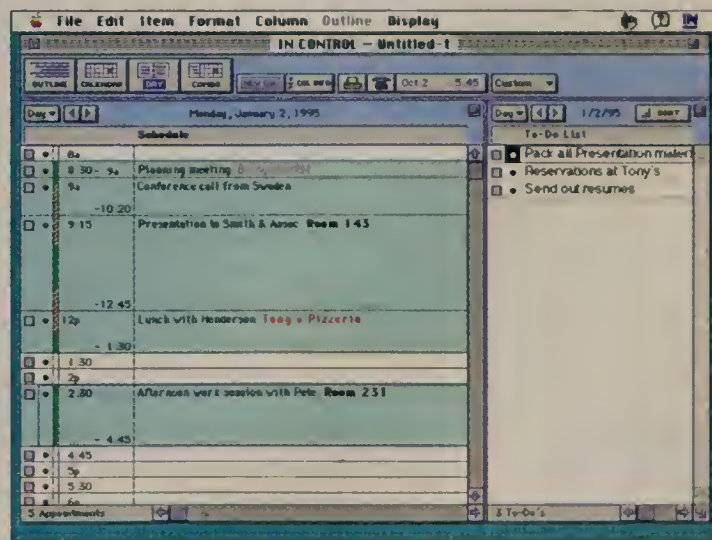 File Edit Item Format Column Outline Display
IN CONTROL – Untitled-1
OUTLINE CALENDAR DAY COMBO Oct 2 5:45 Custom
Day Monday, January 2, 1995
Schedule
8a
8:30- 9a Planning meeting
9a Conference call from Sweden
-10:20
9:15 Presentation to Smith & Assoc Room 143
-12:45
12p Lunch with Henderson Tony's Pizzeria
- 1:30
1:30
2p
2:30 Afternoon work session with Pete Room 231
- 4:45
4:45
5p
5:30
6p
5 Appointments
Day 1/2/95 SORT
To-Do List
Pack all Presentation materi
Reservations at Tony's
Send out resumes
3 To-Do's